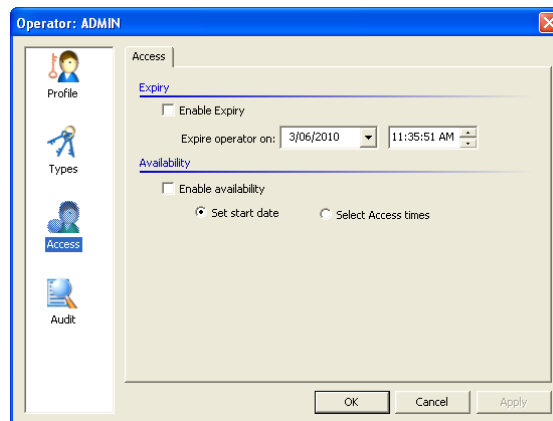 Operator: ADMIN
Profile
Types
Access
Audit
Access
Expiry
Enable Expiry
Expire operator on: 3/06/2010 11:35:51 AM
Availability
Enable availability
Set start date Select Access times
OK Cancel Apply